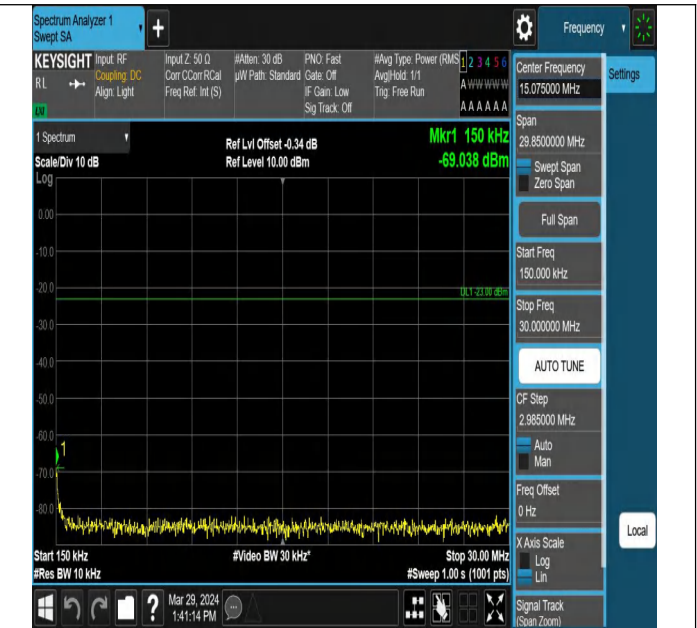 Spectrum Analyzer 1
Swept SA
+
Frequency
KEYSIGHT
RL
LXI
Input: RF
Coupling: DC
Align: Light
Input Z: 50 Ω
Corr CCorr RCal
Freq Ref: Int (S)
#Atten: 30 dB
µW Path: Standard
PNO: Fast
Gate: Off
IF Gain: Low
Sig Track: Off
#Avg Type: Power (RMS
Avg|Hold: 1/1
Trig: Free Run
1 2 3 4 5 6
A W W W W W
A A A A A A
1 Spectrum
Scale/Div 10 dB
Log
Ref Lvl Offset -0.34 dB
Ref Level 10.00 dBm
Mkr1 150 kHz
-69.038 dBm
0.00
-10.0
-20.0
DL1 -23.00 dBm
-30.0
-40.0
-50.0
-60.0
1
-70.0
-80.0
Start 150 kHz
#Video BW 30 kHz*
Stop 30.00 MHz
#Res BW 10 kHz
#Sweep 1.00 s (1001 pts)
?
Mar 29, 2024
1:41:14 PM
Center Frequency
15.075000 MHz
Settings
Span
29.8500000 MHz
Swept Span
Zero Span
Full Span
Start Freq
150.000 kHz
Stop Freq
30.000000 MHz
AUTO TUNE
CF Step
2.985000 MHz
Auto
Man
Freq Offset
0 Hz
Local
X Axis Scale
Log
Lin
Signal Track
(Span Zoom)